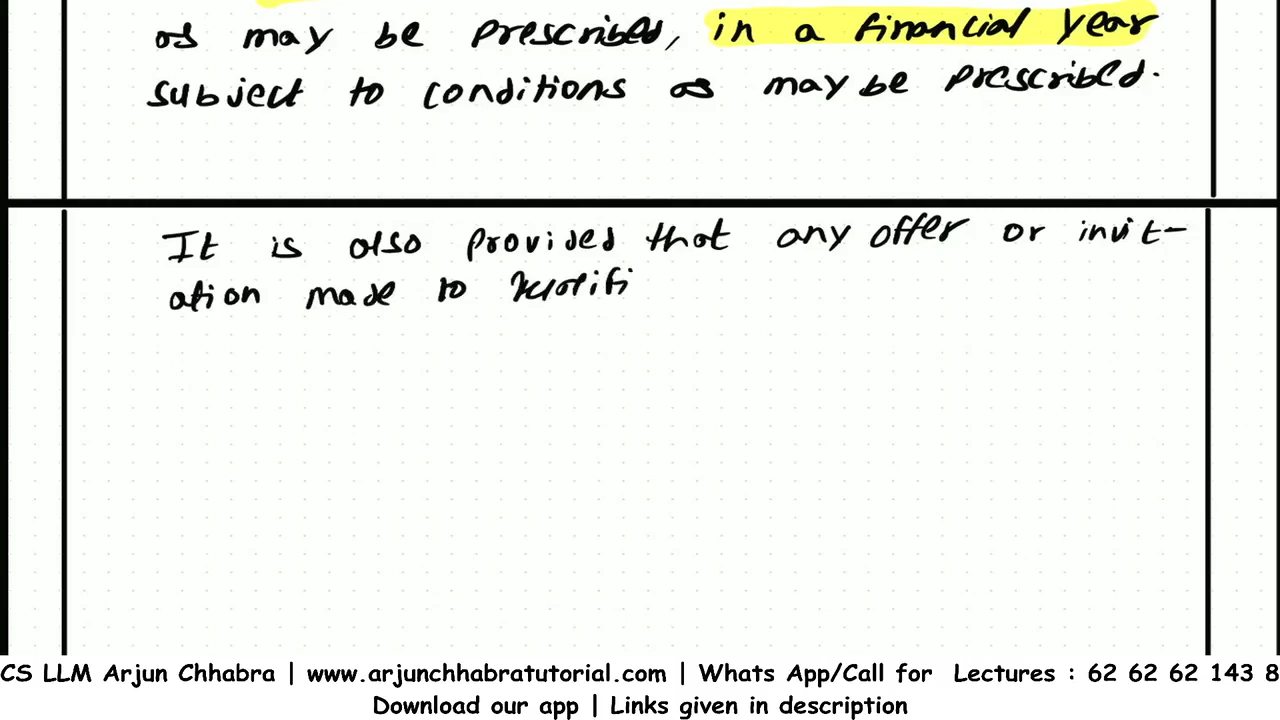 as may be prescribed, in a financial year
subject to conditions as may be prescribed.
It is also provided that any offer or invit-
ation made to
CS LLM Arjun Chhabra | www.arjunchhabratutorial.com | Whats App/Call for Lectures : 62 62 62 143 8
Download our app | Links given in description